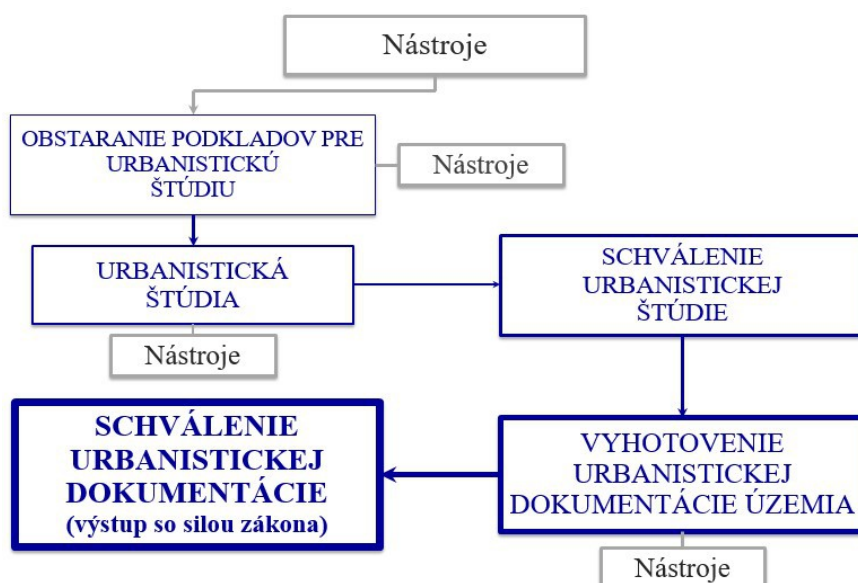 Nástroje
OBSTARANIE PODKLADOV PRE
URBANISTICKÚ
ŠTÚDIU
Nástroje
URBANISTICKÁ
ŠTÚDIA
Nástroje
SCHVÁLENIE
URBANISTICKEJ
ŠTÚDIE
VYHOTOVENIE
URBANISTICKEJ
DOKUMENTÁCIE ÚZEMIA
Nástroje
SCHVÁLENIE
URBANISTICKEJ
DOKUMENTÁCIE
(výstup so silou zákona)